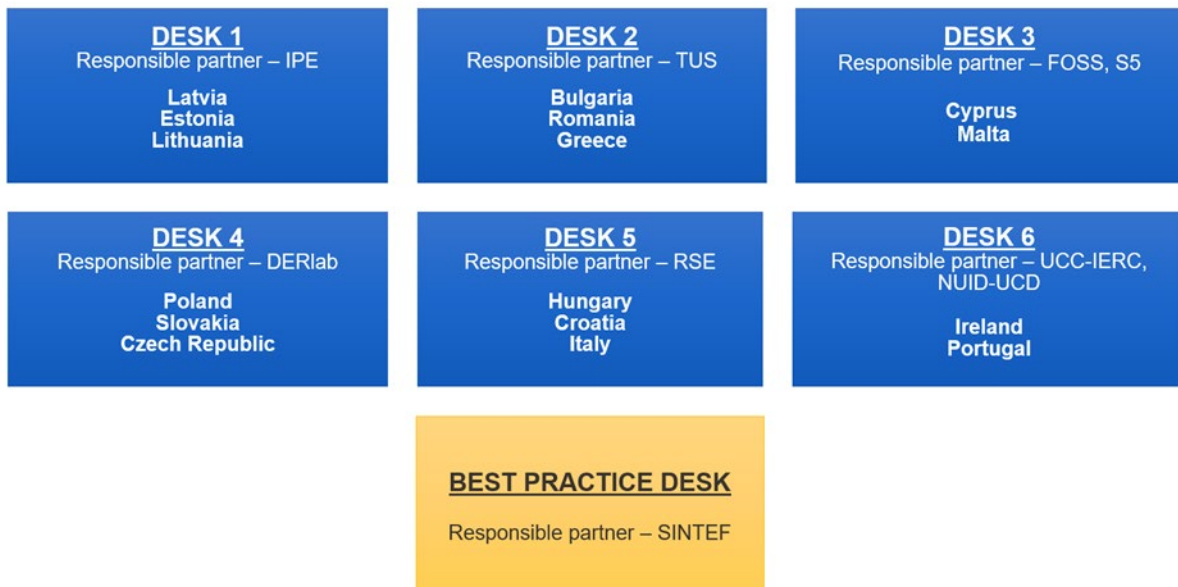 DESK 1
Responsible partner – IPE
Latvia
Estonia
Lithuania
DESK 2
Responsible partner – TUS
Bulgaria
Romania
Greece
DESK 3
Responsible partner – FOSS, S5
Cyprus
Malta
DESK 4
Responsible partner – DERlab
Poland
Slovakia
Czech Republic
DESK 5
Responsible partner – RSE
Hungary
Croatia
Italy
DESK 6
Responsible partner – UCC-IERC,
NUID-UCD
Ireland
Portugal
BEST PRACTICE DESK
Responsible partner – SINTEF